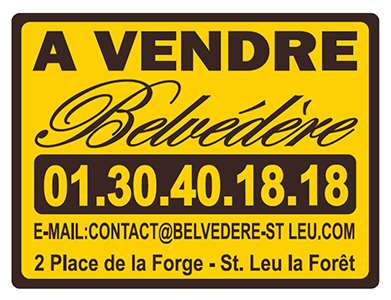 A VENDRE
Belvédère
01.30.40.18.18
E-MAIL:CONTACT@BELVEDERE-ST LEU.COM
2 Place de la Forge - St. Leu la Forêt